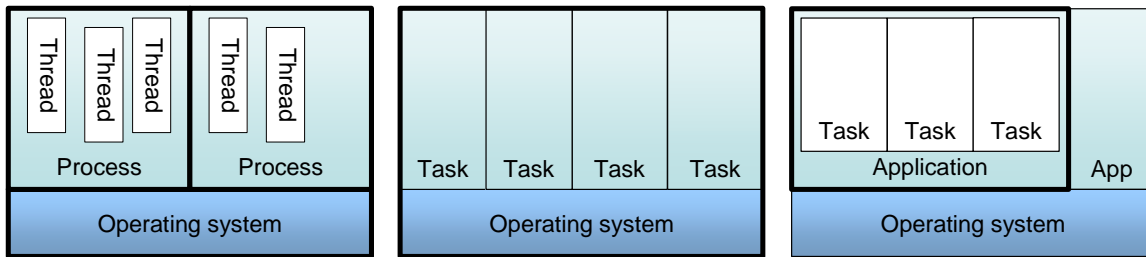 Thread
Thread
Thread
Process
Thread
Thread
Process
Operating system
Task
Task
Task
Task
Operating system
Task
Task
Task
Application
App
Operating system